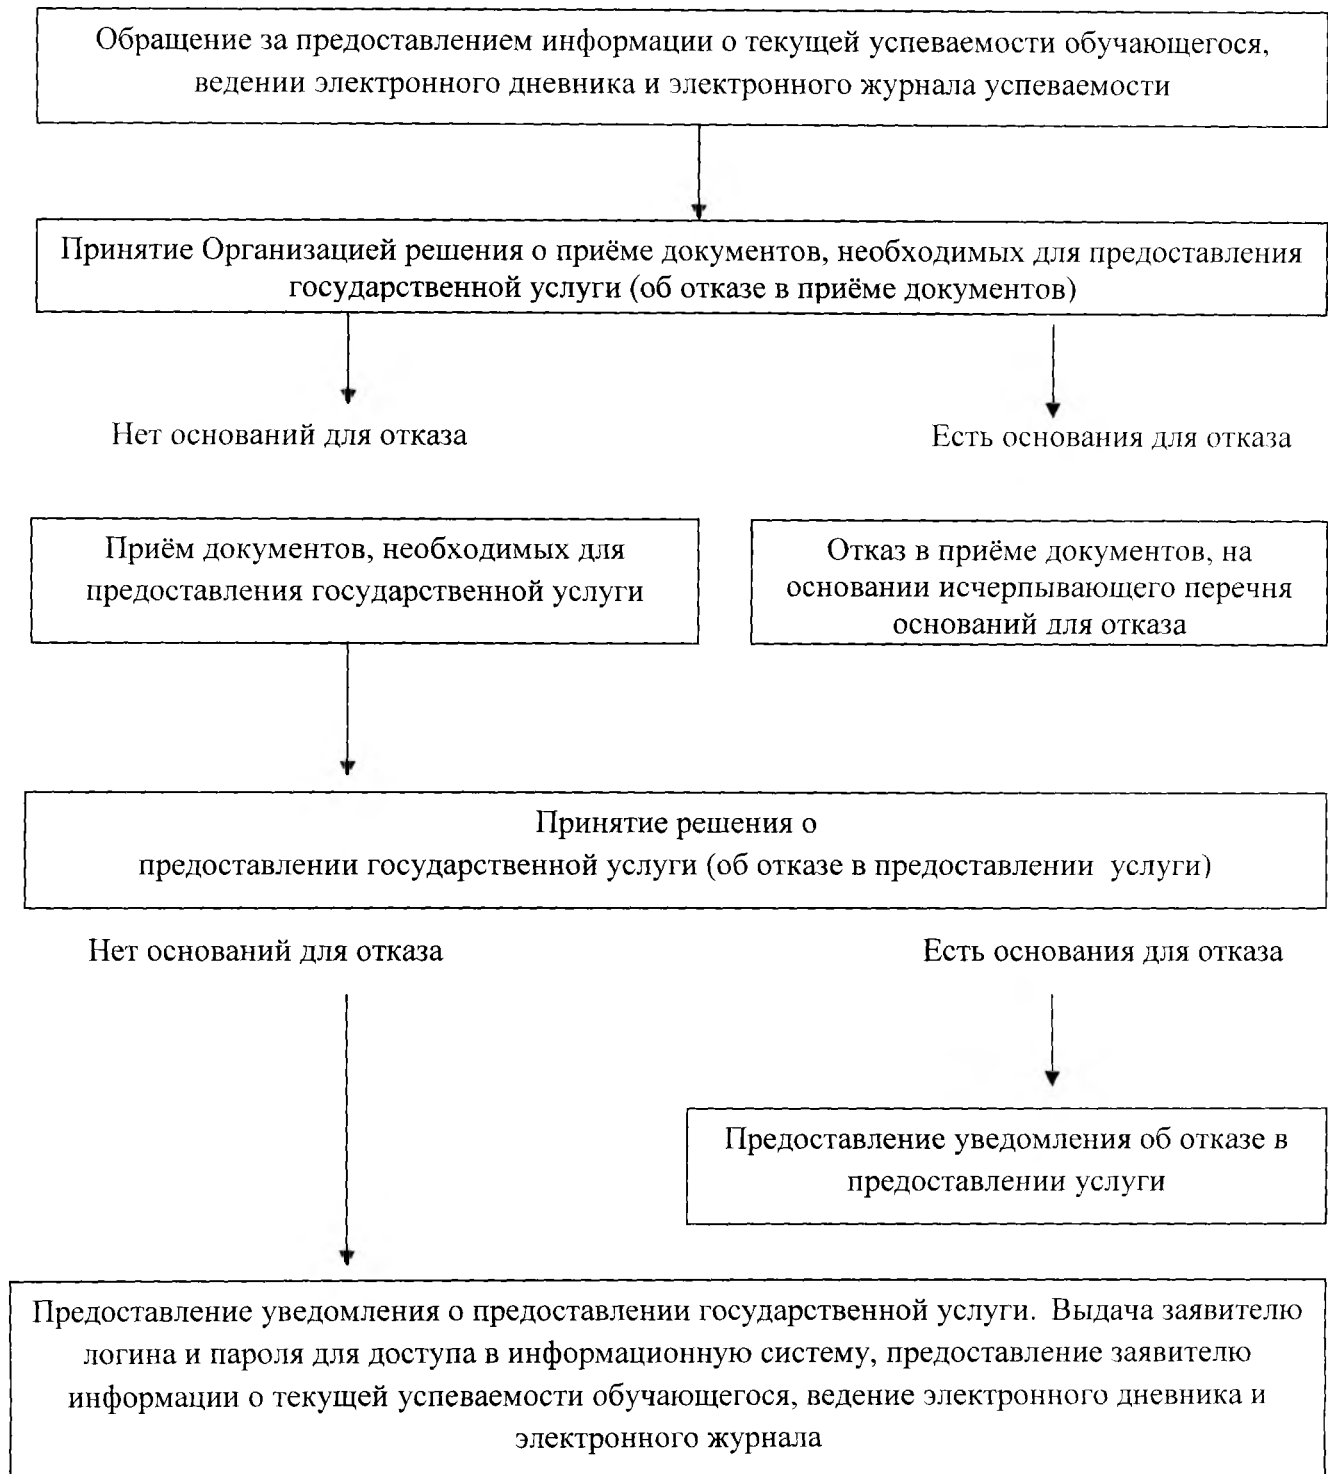 Обращение за предоставлением информации о текущей успеваемости обучающегося,
ведении электронного дневника и электронного журнала успеваемости
Принятие Организацией решения о приёме документов, необходимых для предоставления
государственной услуги (об отказе в приёме документов)
Нет оснований для отказа
Есть основания для отказа
Приём документов, необходимых для
предоставления государственной услуги
Отказ в приёме документов, на
основании исчерпывающего перечня
оснований для отказа
Принятие решения о
предоставлении государственной услуги (об отказе в предоставлении услуги)
Нет оснований для отказа
Есть основания для отказа
Предоставление уведомления об отказе в
предоставлении услуги
Предоставление уведомления о предоставлении государственной услуги. Выдача заявителю
логина и пароля для доступа в информационную систему, предоставление заявителю
информации о текущей успеваемости обучающегося, ведение электронного дневника и
электронного журнала